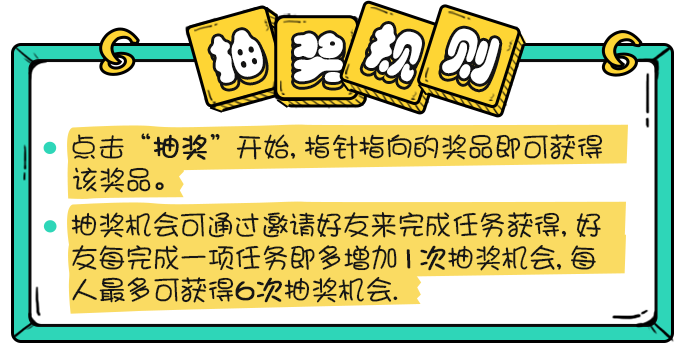 抽奖规则
点击“抽奖”开始,指针指向的奖品即可获得
该奖品。
抽奖机会可通过邀请好友来完成任务获得,好
友每完成一项任务即多增加1次抽奖机会,每
人最多可获得6次抽奖机会.